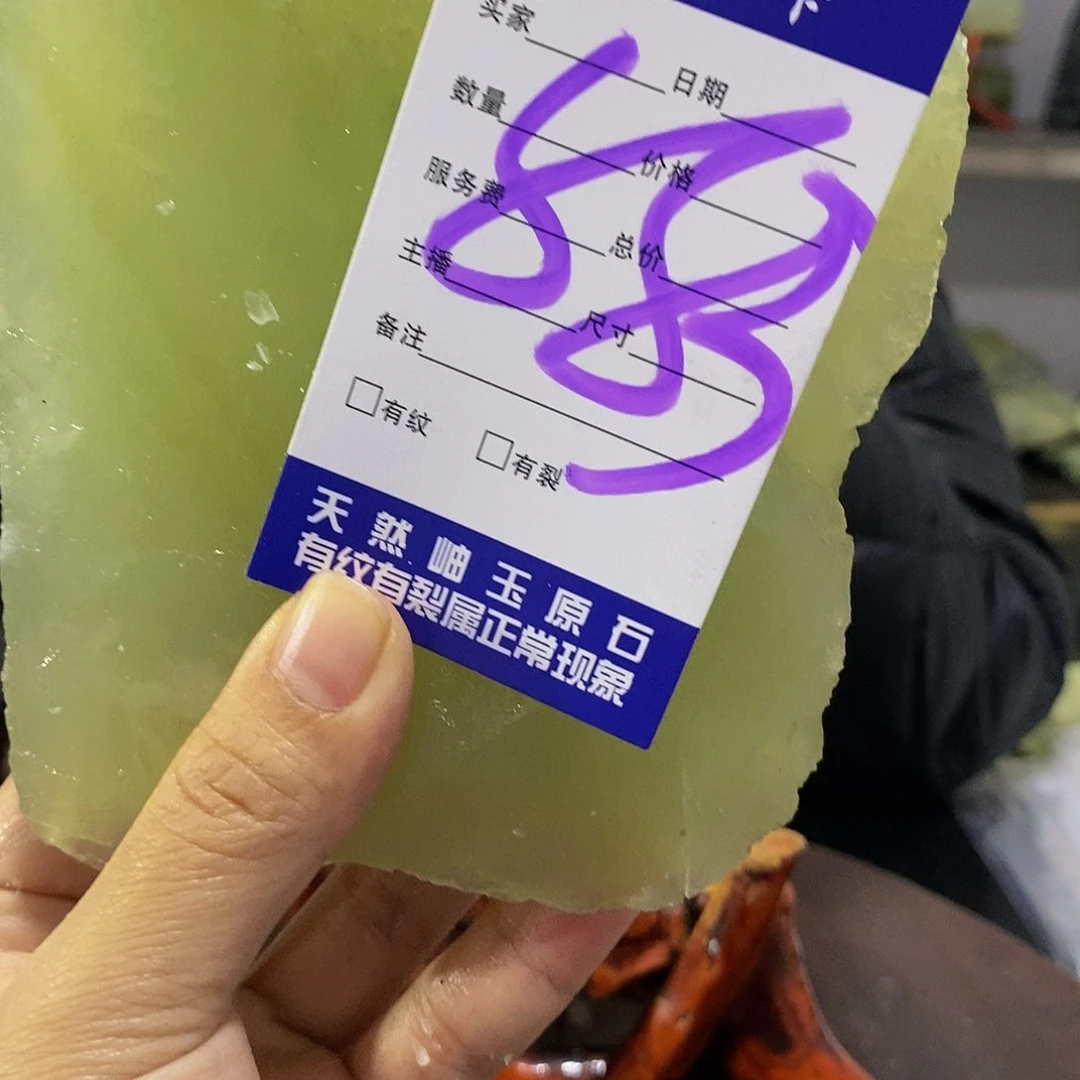 买家 日期
数量 价格
服务费 总价
主播 尺寸
备注
□有纹 □有裂
883
天然岫玉原石
有纹有裂属正常现象